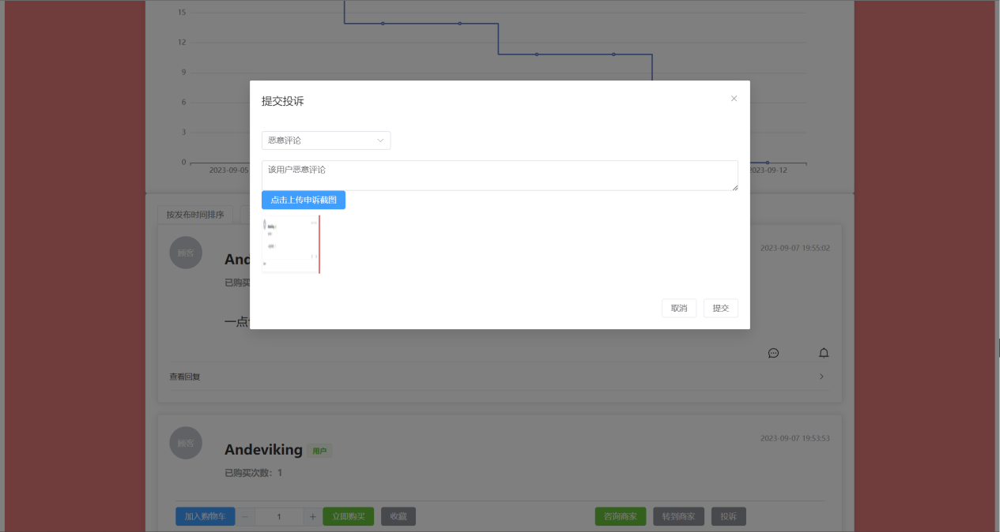 15
12
9
6
3
0
2023-09-05
2023-09-12
提交投诉
恶意评论
该用户恶意评论
点击上传申诉截图
取消
提交
按发布时间排序
顾客
2023-09-07 19:55:02
已购买
一点
查看回复
顾客
Andeviking 用户
2023-09-07 19:53:53
已购买次数：1
加入购物车 － 1 + 立即购买 收藏 咨询商家 转到商家 投诉